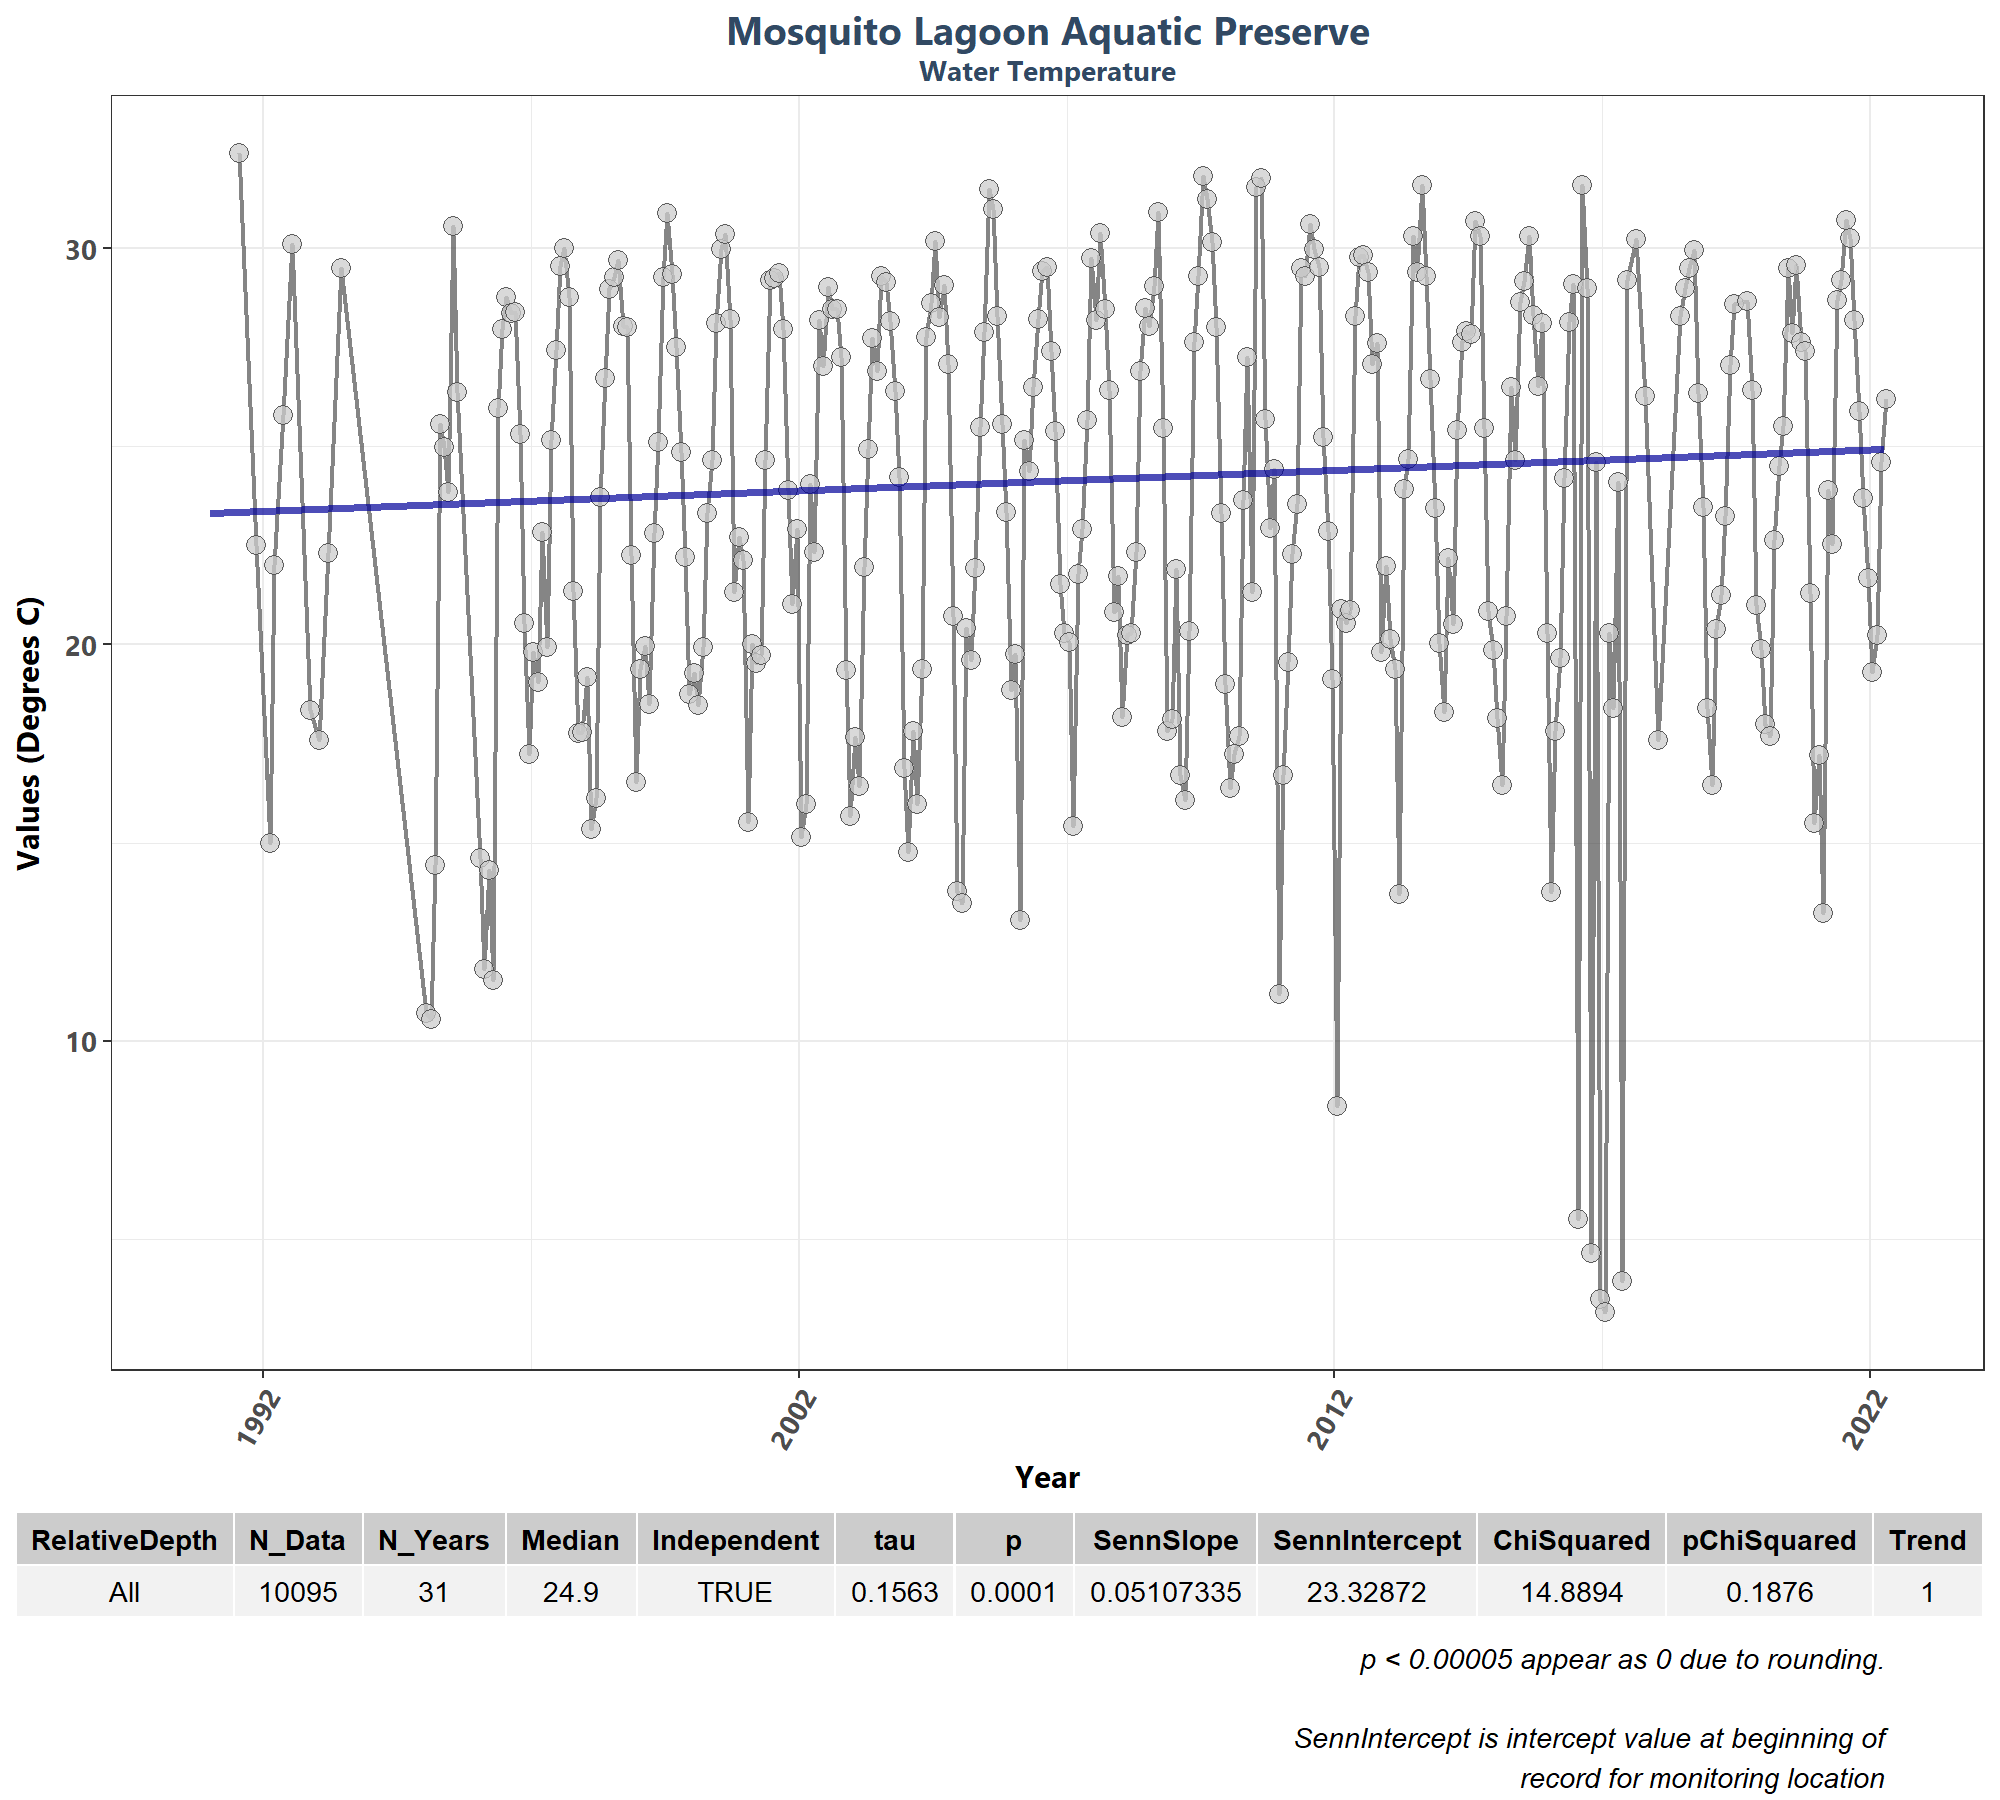 Mosquito Lagoon Aquatic Preserve
Water Temperature
Values (Degrees C)
30
20
10
1992
2002
2012
2022
Year
RelativeDepth N_Data N_Years Median Independent tau p SennSlope SennIntercept ChiSquared pChiSquared Trend
All 10095 31 24.9 TRUE 0.1563 0.0001 0.05107335 23.32872 14.8894 0.1876 1
p < 0.00005 appear as 0 due to rounding.
SennIntercept is intercept value at beginning of
record for monitoring location